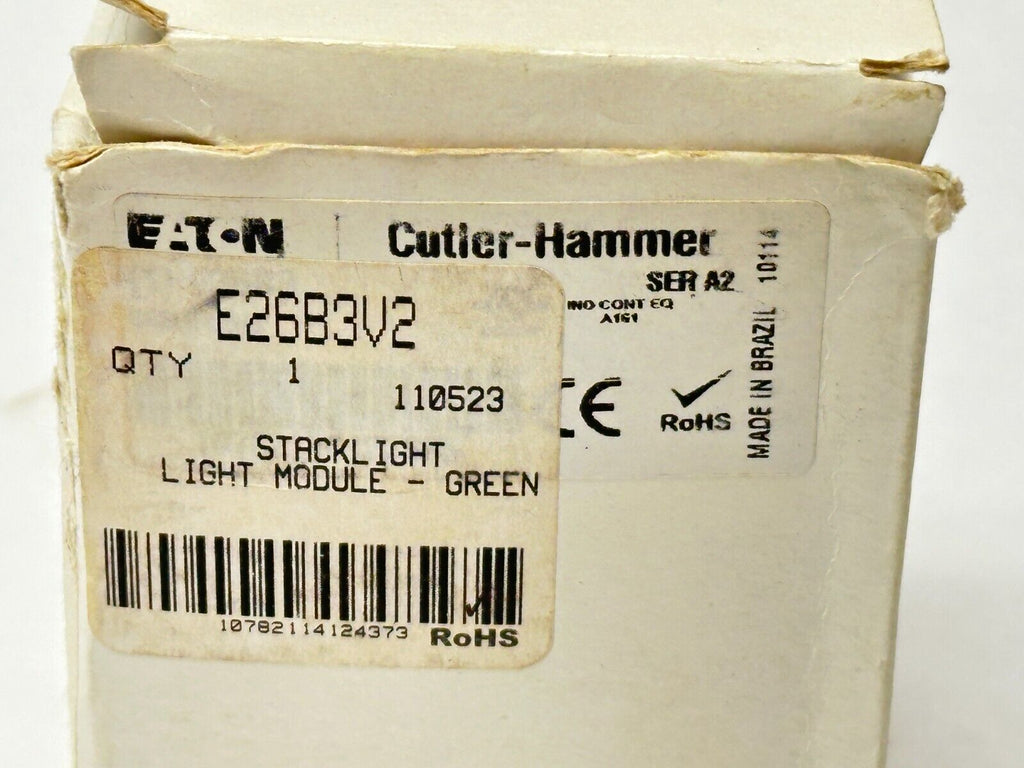 EATON
Cutler-Hammer
SER A2
IND CONT EQ
A161
CE
RoHS
MADE IN BRAZIL 10114
E26B3V2
QTY 1
110523
STACKLIGHT
LIGHT MODULE - GREEN
10782114124373
RoHS